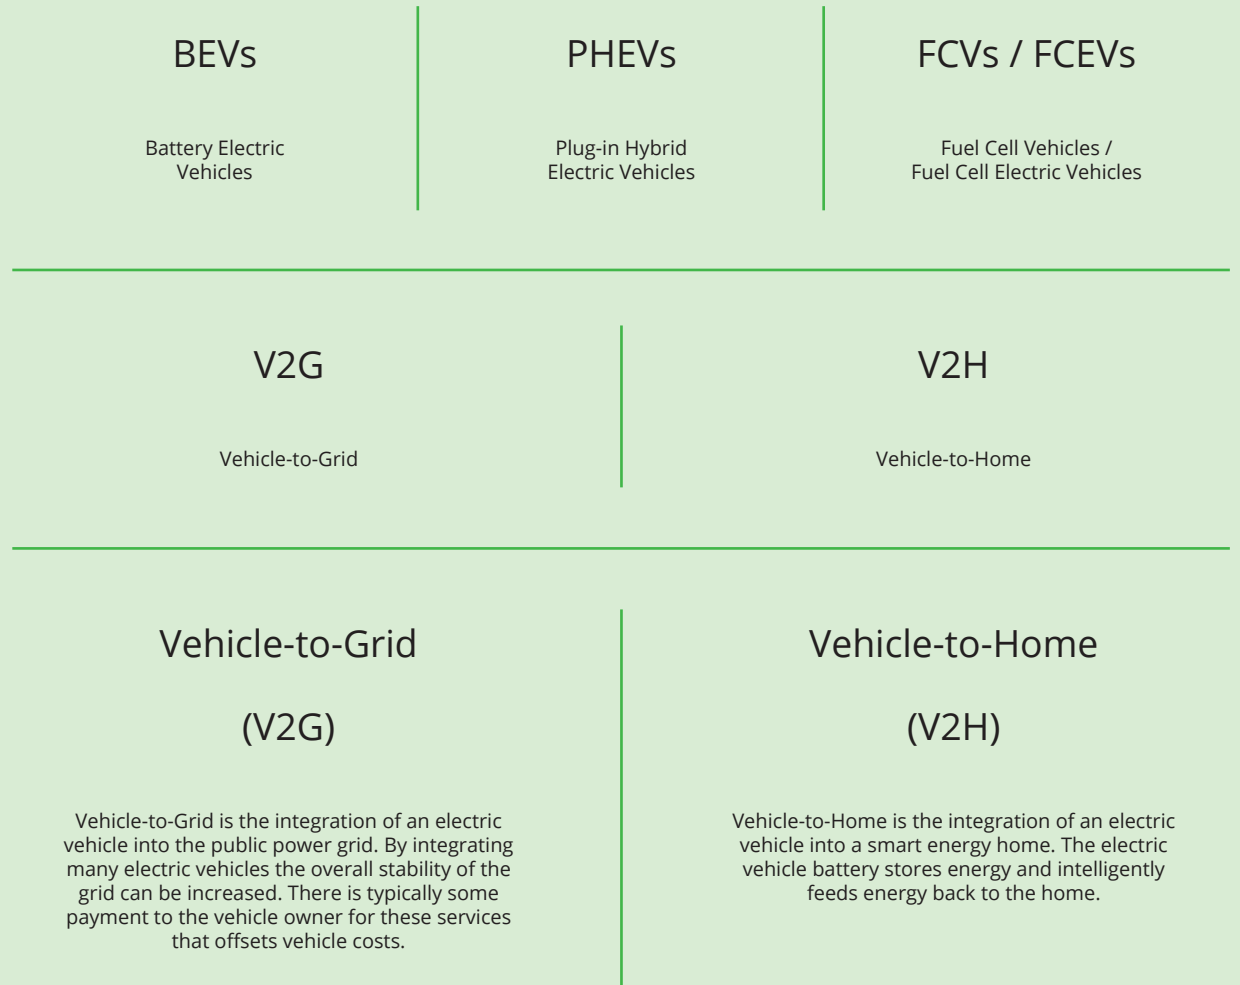 BEVs
Battery Electric
Vehicles
PHEVs
Plug-in Hybrid
Electric Vehicles
FCVs / FCEVs
Fuel Cell Vehicles /
Fuel Cell Electric Vehicles
V2G
Vehicle-to-Grid
V2H
Vehicle-to-Home
Vehicle-to-Grid
(V2G)
Vehicle-to-Grid is the integration of an electric
vehicle into the public power grid. By integrating
many electric vehicles the overall stability of the
grid can be increased. There is typically some
payment to the vehicle owner for these services
that offsets vehicle costs.
Vehicle-to-Home
(V2H)
Vehicle-to-Home is the integration of an electric
vehicle into a smart energy home. The electric
vehicle battery stores energy and intelligently
feeds energy back to the home.